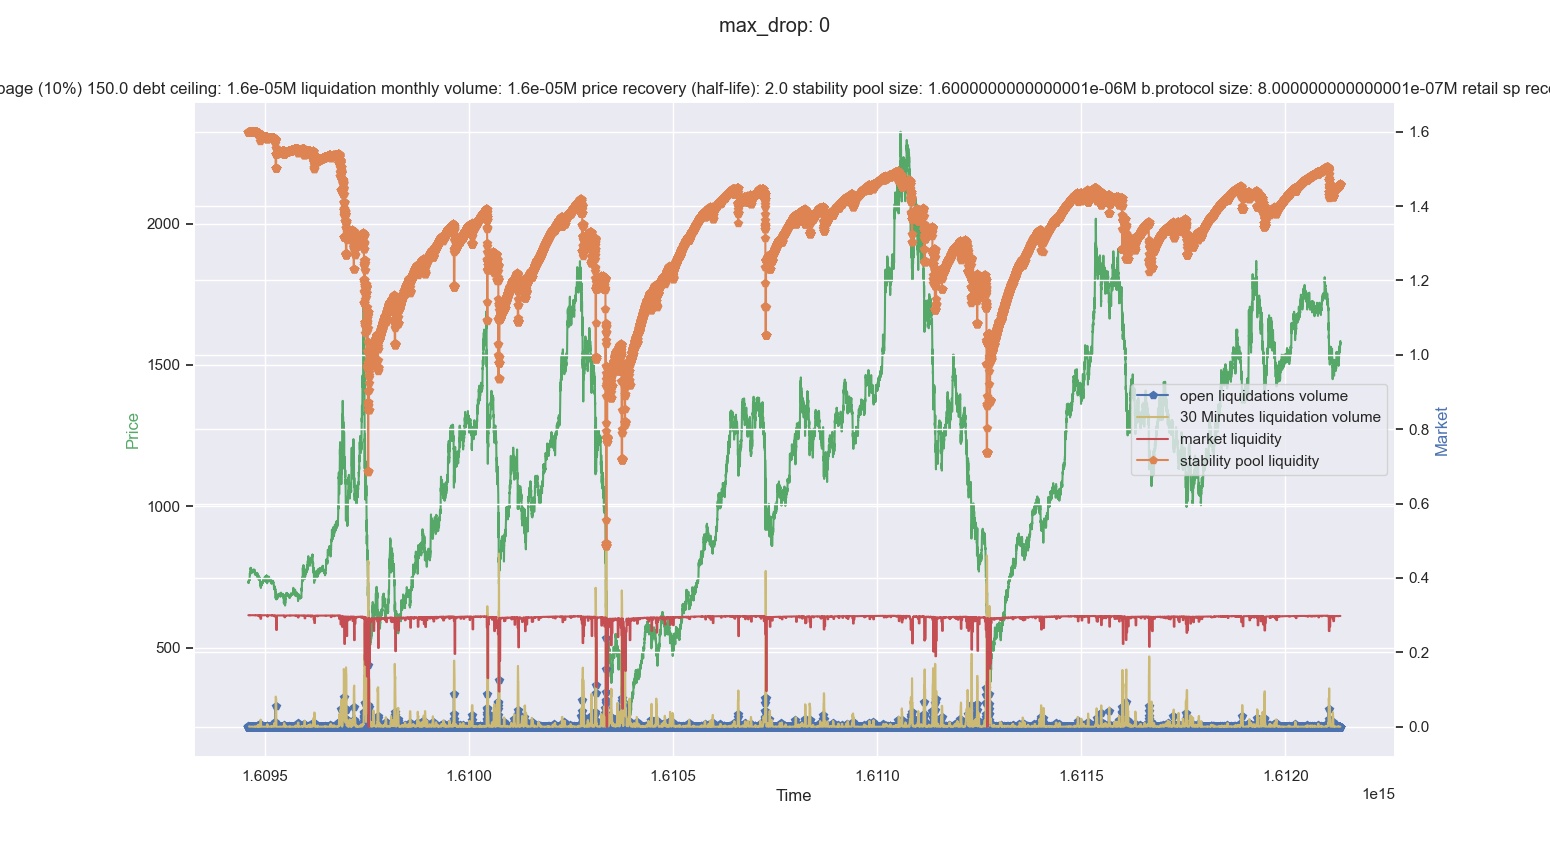 max_drop: 0
150.0 debt ceiling: 1.6e-05M liquidation monthly volume: 1.6e-05M price recovery (half-life): 2.0 stability pool size: 1.6000000000000001e-06M b.protocol size: 8.000000000000001e-07M retail sp
(10%)
1.6
1.4
1.2
1.0
0.8
0.6
0.4
0.2
0.0
2000
1500
1000
500
Price
Market
open liquidations volume
30 Minutes liquidation volume
market liquidity
stability pool liquidity
1.6095
1.6100
1.6105
1.6110
1.6115
1.6120
Time
1e15